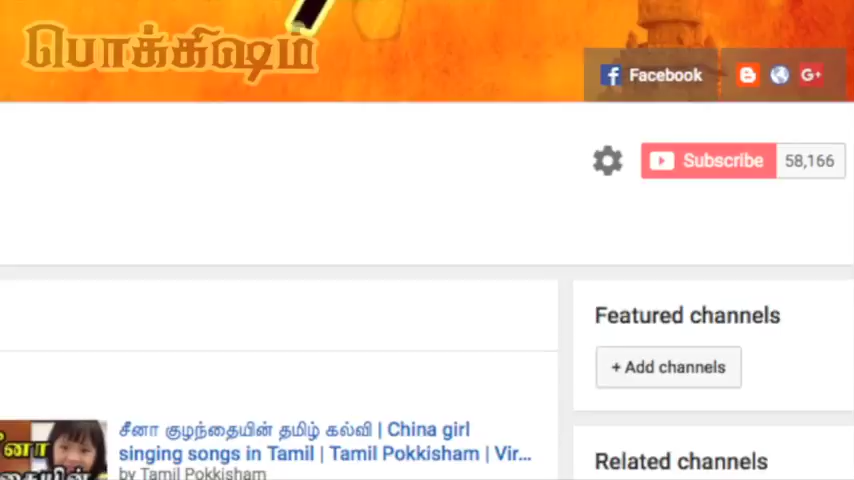 பொக்கிஷம்
Facebook
Subscribe 58,166
Featured channels
+ Add channels
சீனா குழந்தையின் தமிழ் கல்வி | China girl
singing songs in Tamil | Tamil Pokkisham | Vir...
by Tamil Pokkisham
Related channels